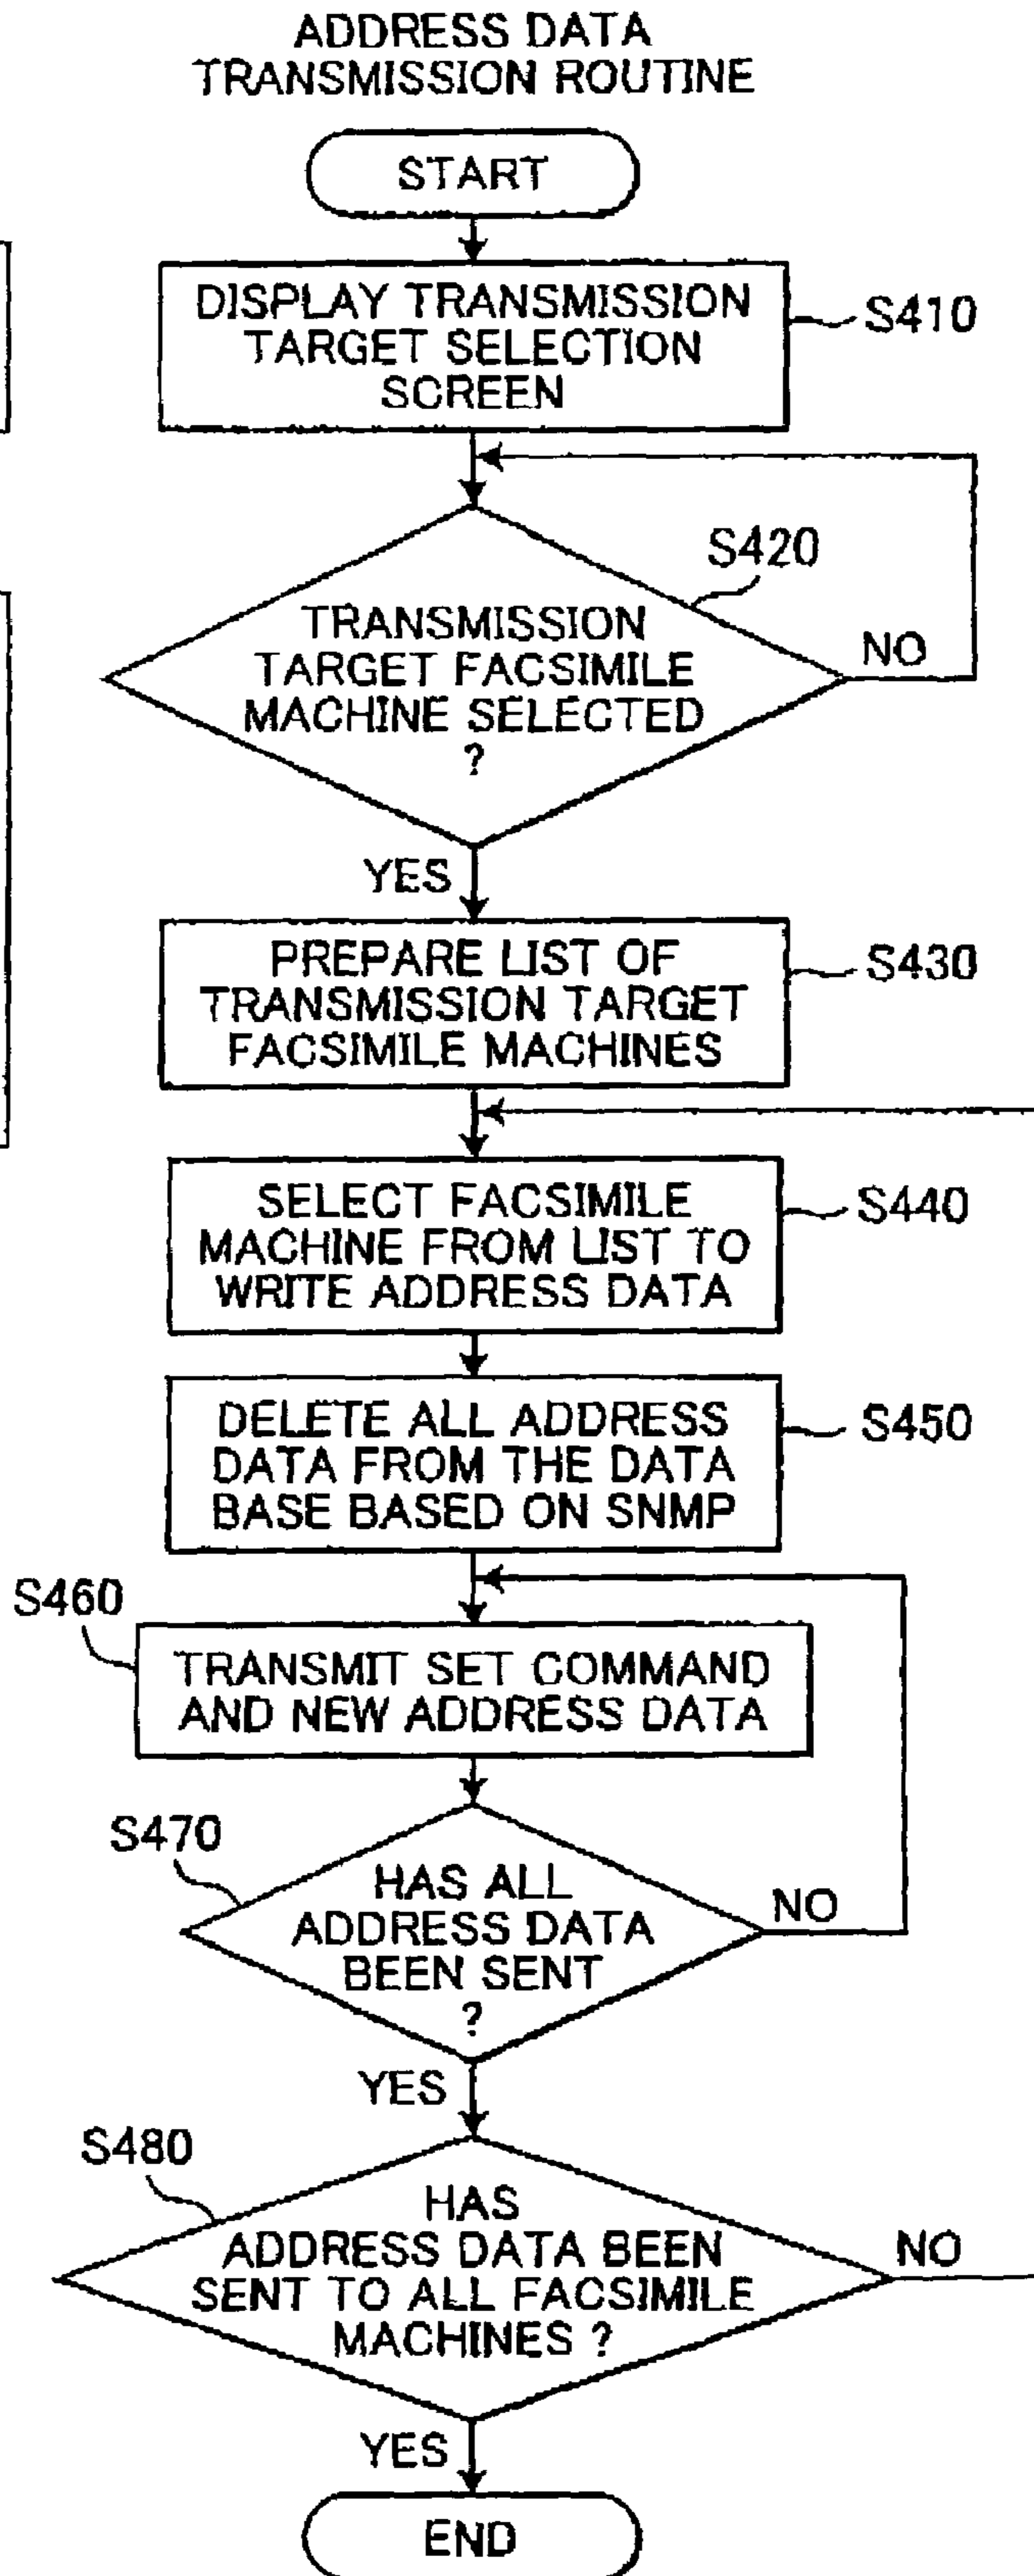 ADDRESS DATA
TRANSMISSION ROUTINE
START
DISPLAY TRANSMISSION
TARGET SELECTION
SCREEN
S410
S420
TRANSMISSION
TARGET FACSIMILE
MACHINE SELECTED
?
NO
YES
PREPARE LIST OF
TRANSMISSION TARGET
FACSIMILE MACHINES
S430
SELECT FACSIMILE
MACHINE FROM LIST TO
WRITE ADDRESS DATA
S440
DELETE ALL ADDRESS
DATA FROM THE DATA
BASE BASED ON SNMP
S450
S460
TRANSMIT SET COMMAND
AND NEW ADDRESS DATA
S470
HAS ALL
ADDRESS DATA
BEEN SENT
?
NO
YES
S480
HAS
ADDRESS DATA BEEN
SENT TO ALL FACSIMILE
MACHINES ?
NO
YES
END